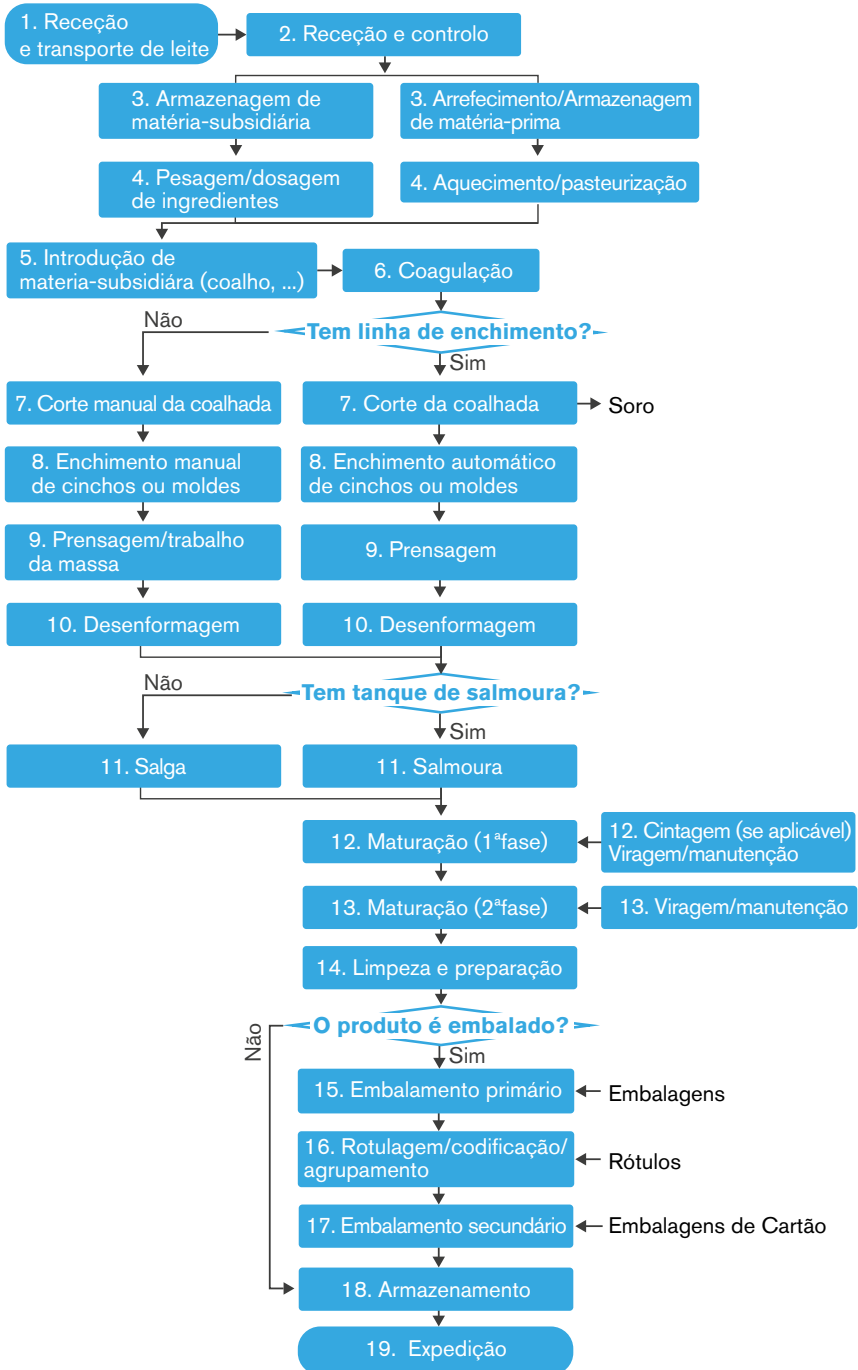 1. Receção
e transporte de leite
2. Receção e controlo
3. Armazenagem de
matéria-subsidiária
3. Arrefecimento/Armazenagem
de matéria-prima
4. Pesagem/dosagem
de ingredientes
4. Aquecimento/pasteurização
5. Introdução de
materia-subsidiára (coalho, ...)
6. Coagulação
Tem linha de enchimento?
Não
Sim
7. Corte manual da coalhada
7. Corte da coalhada
Soro
8. Enchimento manual
de cinchos ou moldes
8. Enchimento automático
de cinchos ou moldes
9. Prensagem/trabalho
da massa
9. Prensagem
10. Desenformagem
10. Desenformagem
Tem tanque de salmoura?
Não
Sim
11. Salga
11. Salmoura
12. Maturação (1ªfase)
12. Cintagem (se aplicável)
Viragem/manutenção
13. Maturação (2ªfase)
13. Viragem/manutenção
14. Limpeza e preparação
O produto é embalado?
Não
Sim
15. Embalamento primário
Embalagens
16. Rotulagem/codificação/
agrupamento
Rótulos
17. Embalamento secundário
Embalagens de Cartão
18. Armazenamento
19. Expedição